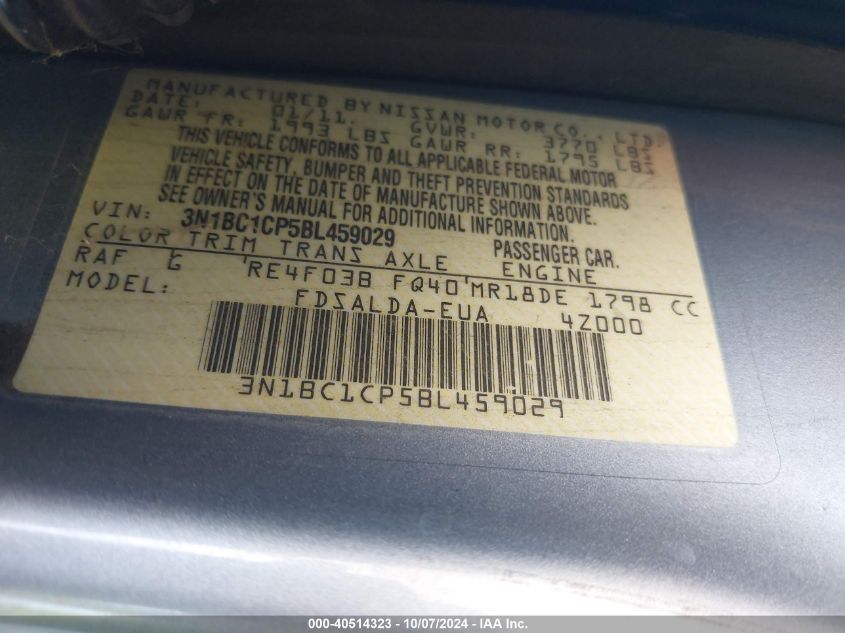 MANUFACTURED BY NISSAN MOTOR CO., LTD
DATE: 01/11. GVWR: 3770 LBS
GAWR FR: 1993 LBS GAWR RR: 1795 LBS
THIS VEHICLE CONFORMS TO ALL APPLICABLE FEDERAL MOTOR
VEHICLE SAFETY, BUMPER AND THEFT PREVENTION STANDARDS
IN EFFECT ON THE DATE OF MANUFACTURE SHOWN ABOVE.
SEE OWNER'S MANUAL FOR ADDITIONAL INFORMATION.
VIN: 3N1BC1CP5BL459029 PASSENGER CAR.
COLOR TRIM TRANS AXLE ENGINE
RAF G RE4F03B FQ40 MR18DE 1798 CC
MODEL: FDSALDA-EUA 4Z000
3N1BC1CP5BL459029
000-40514323 - 10/07/2024 - IAA Inc.